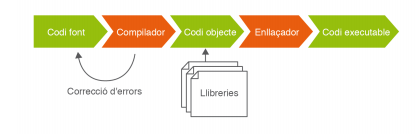 Codi font
Compilador
Codi objecte
Enllaçador
Codi executable
Correcció d'errors
Llibreries